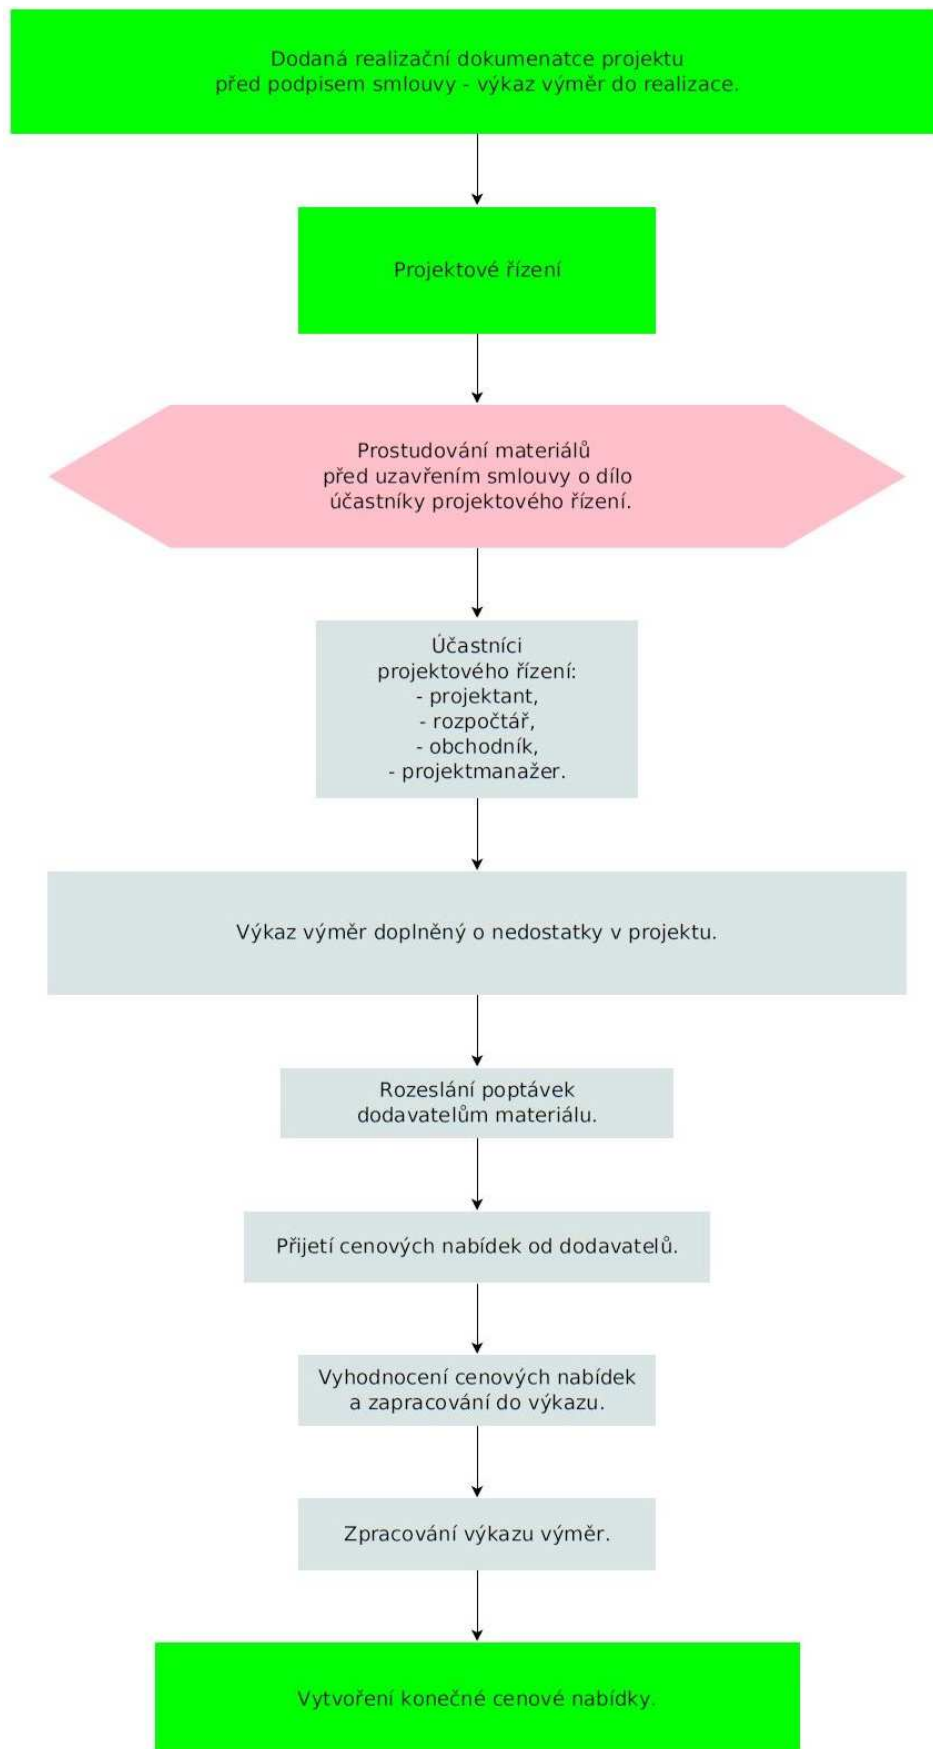 Dodaná realizační dokumenatce projektu
před podpisem smlouvy - výkaz výměr do realizace.
Projektové řízení
Prostudování materiálů
před uzavřením smlouvy o dílo
účastníky projektového řízení.
Účastníci
projektového řízení:
- projektant,
- rozpočtář,
- obchodník,
- projektmanažer.
Výkaz výměr doplněný o nedostatky v projektu.
Rozeslání poptávek
dodavatelům materiálu.
Přijetí cenových nabídek od dodavatelů.
Vyhodnocení cenových nabídek
a zapracování do výkazu.
Zpracování výkazu výměr.
Vytvoření konečné cenové nabídky.